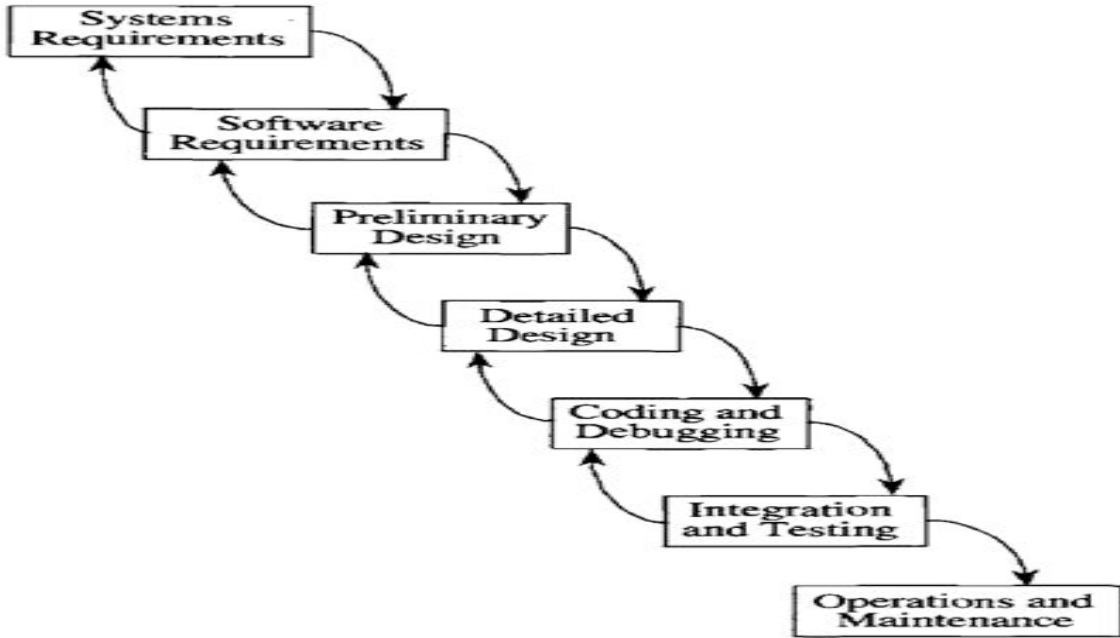 Systems
Requirements
Software
Requirements
Preliminary
Design
Detailed
Design
Coding and
Debugging
Integration
and Testing
Operations and
Maintenance